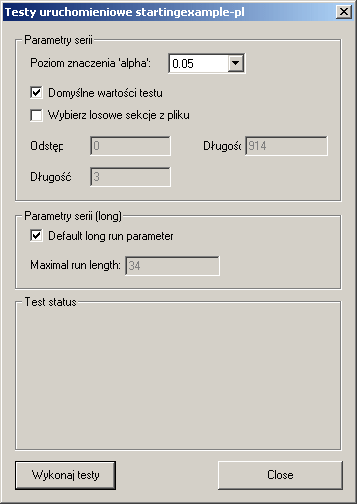 Testy uruchomieniowe startingexample-pl
Parametry serii
Poziom znaczenia 'alpha': 0.05
Domyślne wartości testu
Wybierz losowe sekcje z pliku
Odstęp 0 Długość 914
Długość 3
Parametry serii (long)
Default long run parameter
Maximal run length: 34
Test status
Wykonaj testy Close